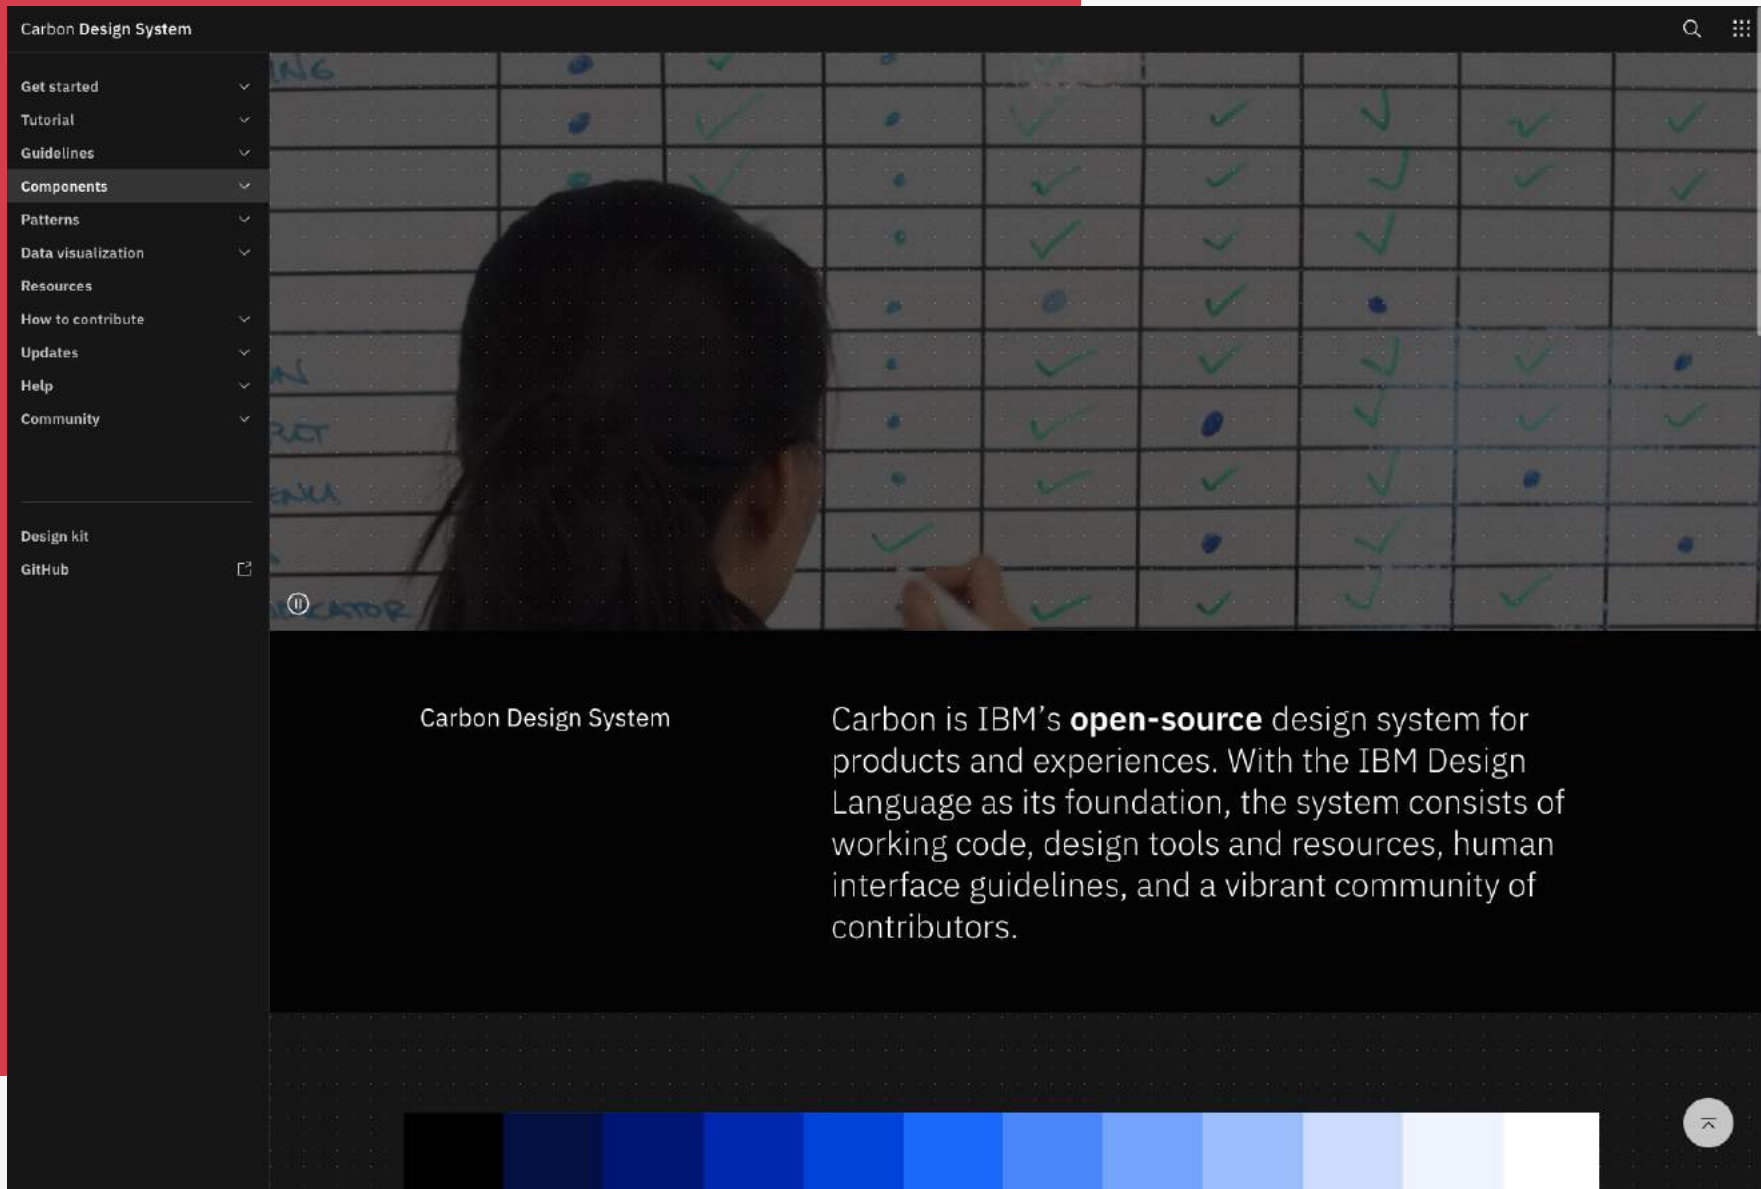 Carbon Design System
Get started
Tutorial
Guidelines
Components
Patterns
Data visualization
Resources
How to contribute
Updates
Help
Community
Design kit
GitHub
Carbon Design System
Carbon is IBM’s open-source design system for
products and experiences. With the IBM Design
Language as its foundation, the system consists of
working code, design tools and resources, human
interface guidelines, and a vibrant community of
contributors.